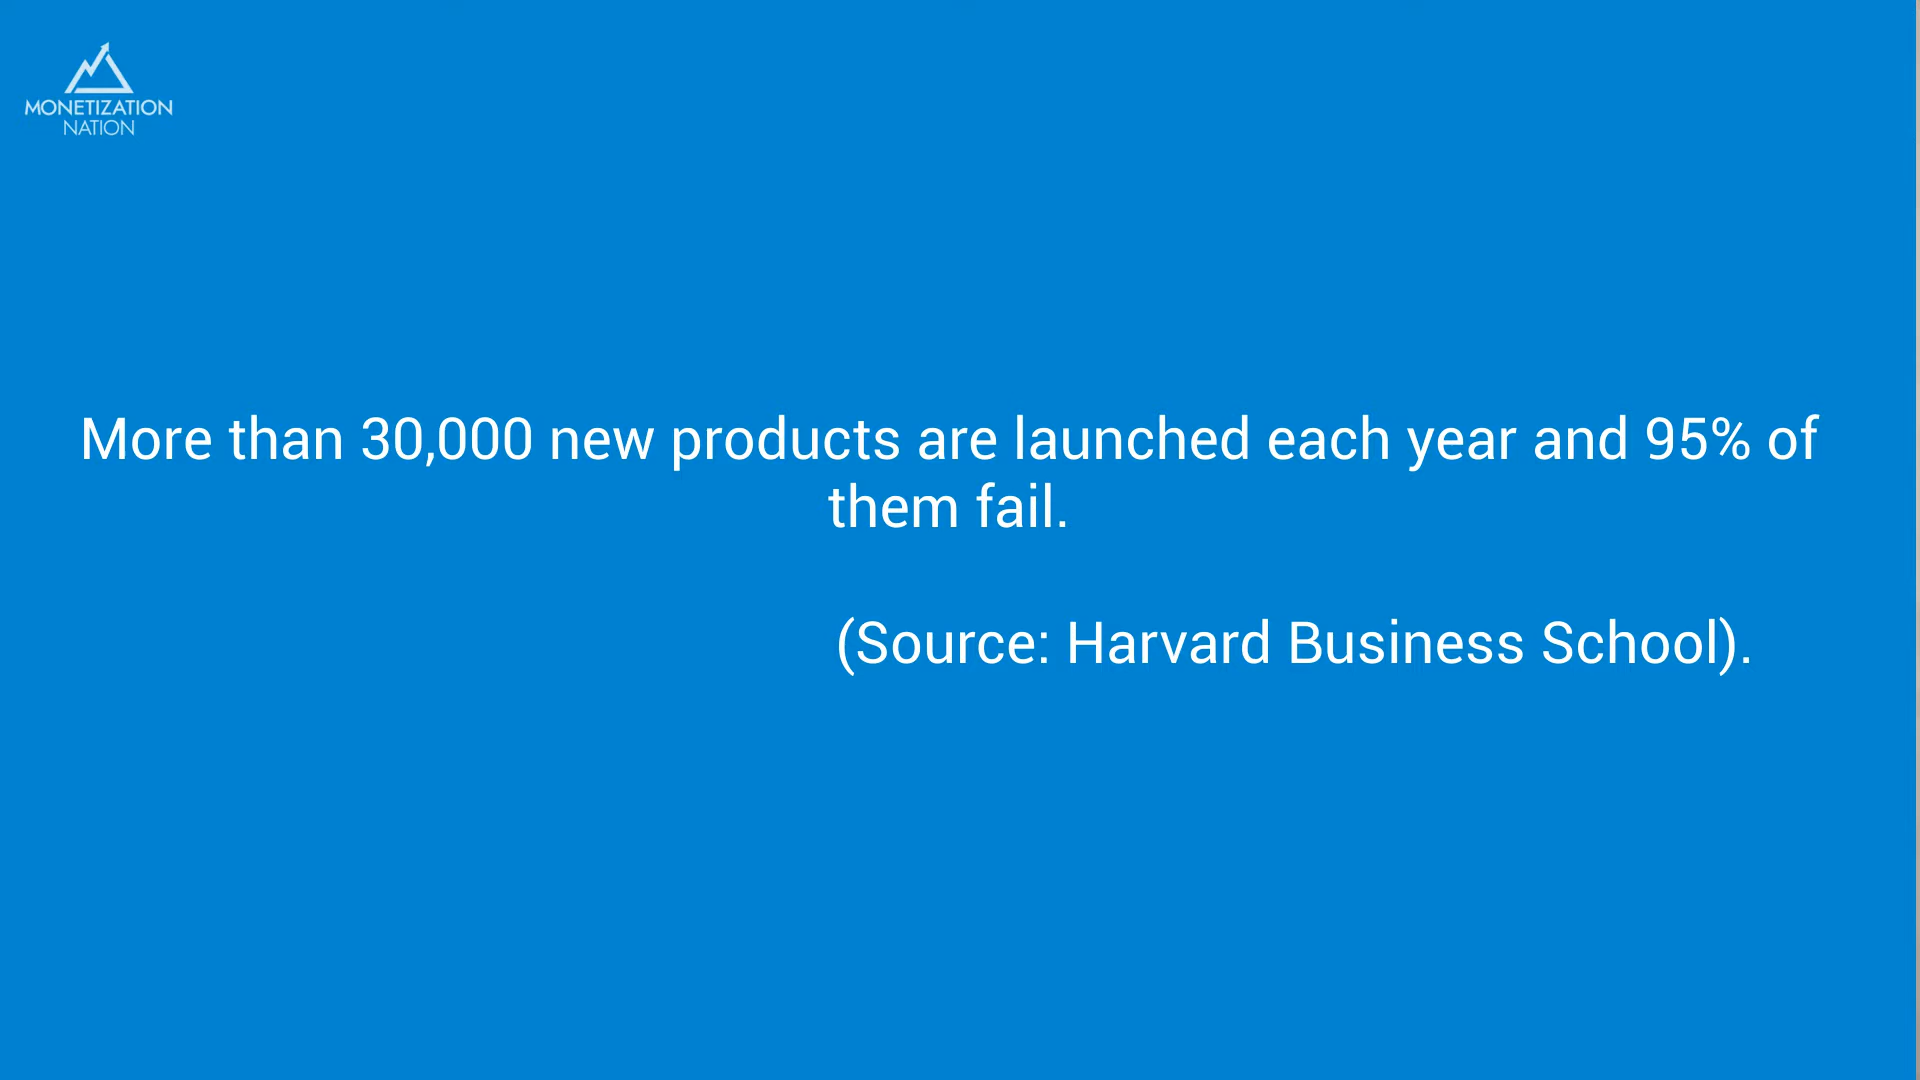 MONETIZATION
NATION
More than 30,000 new products are launched each year and 95% of
them fail.
(Source: Harvard Business School).